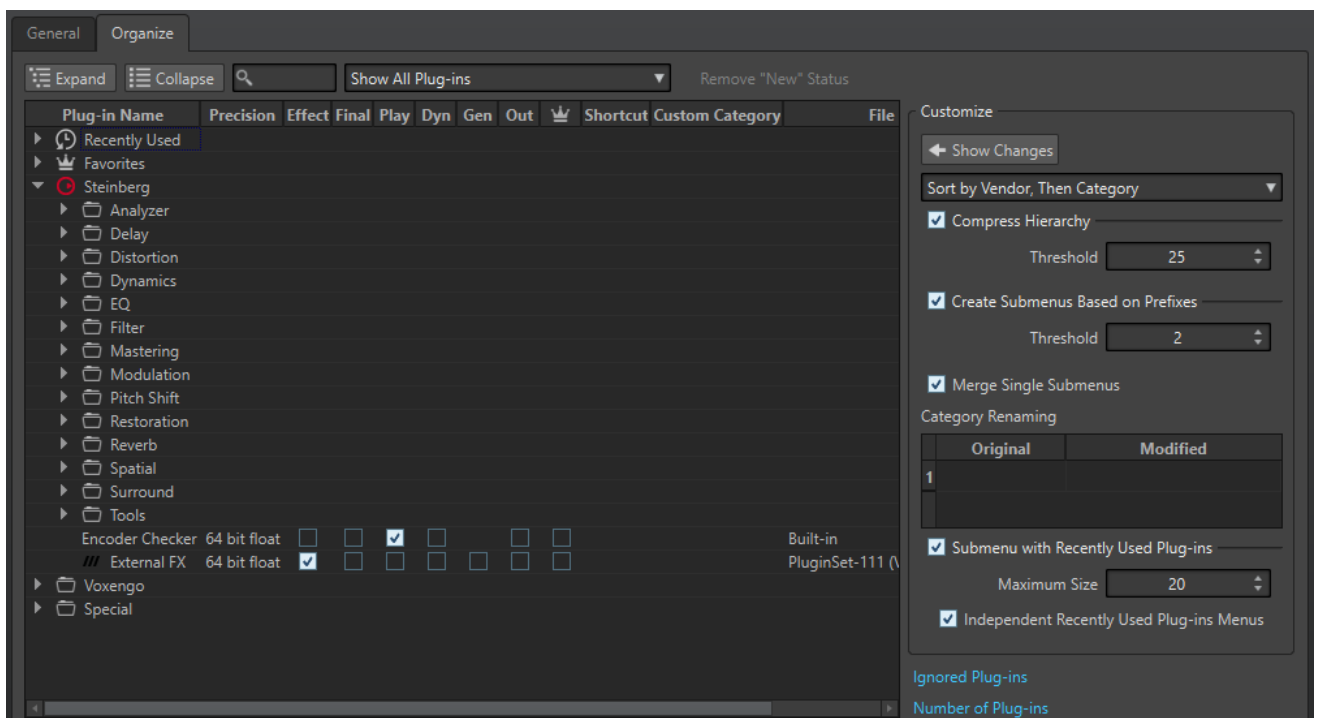 General Organize
Expand Collapse Show All Plug-ins Remove "New" Status
Plug-in Name Precision Effect Final Play Dyn Gen Out Shortcut Custom Category File
Recently Used
Favorites
Steinberg
Analyzer
Delay
Distortion
Dynamics
EQ
Filter
Mastering
Modulation
Pitch Shift
Restoration
Reverb
Spatial
Surround
Tools
Encoder Checker 64 bit float Built-in
External FX 64 bit float PluginSet-111 (\
Voxengo
Special
Customize
Show Changes
Sort by Vendor, Then Category
Compress Hierarchy
Threshold 25
Create Submenus Based on Prefixes
Threshold 2
Merge Single Submenus
Category Renaming
Original Modified
1
Submenu with Recently Used Plug-ins
Maximum Size 20
Independent Recently Used Plug-ins Menus
Ignored Plug-ins
Number of Plug-ins